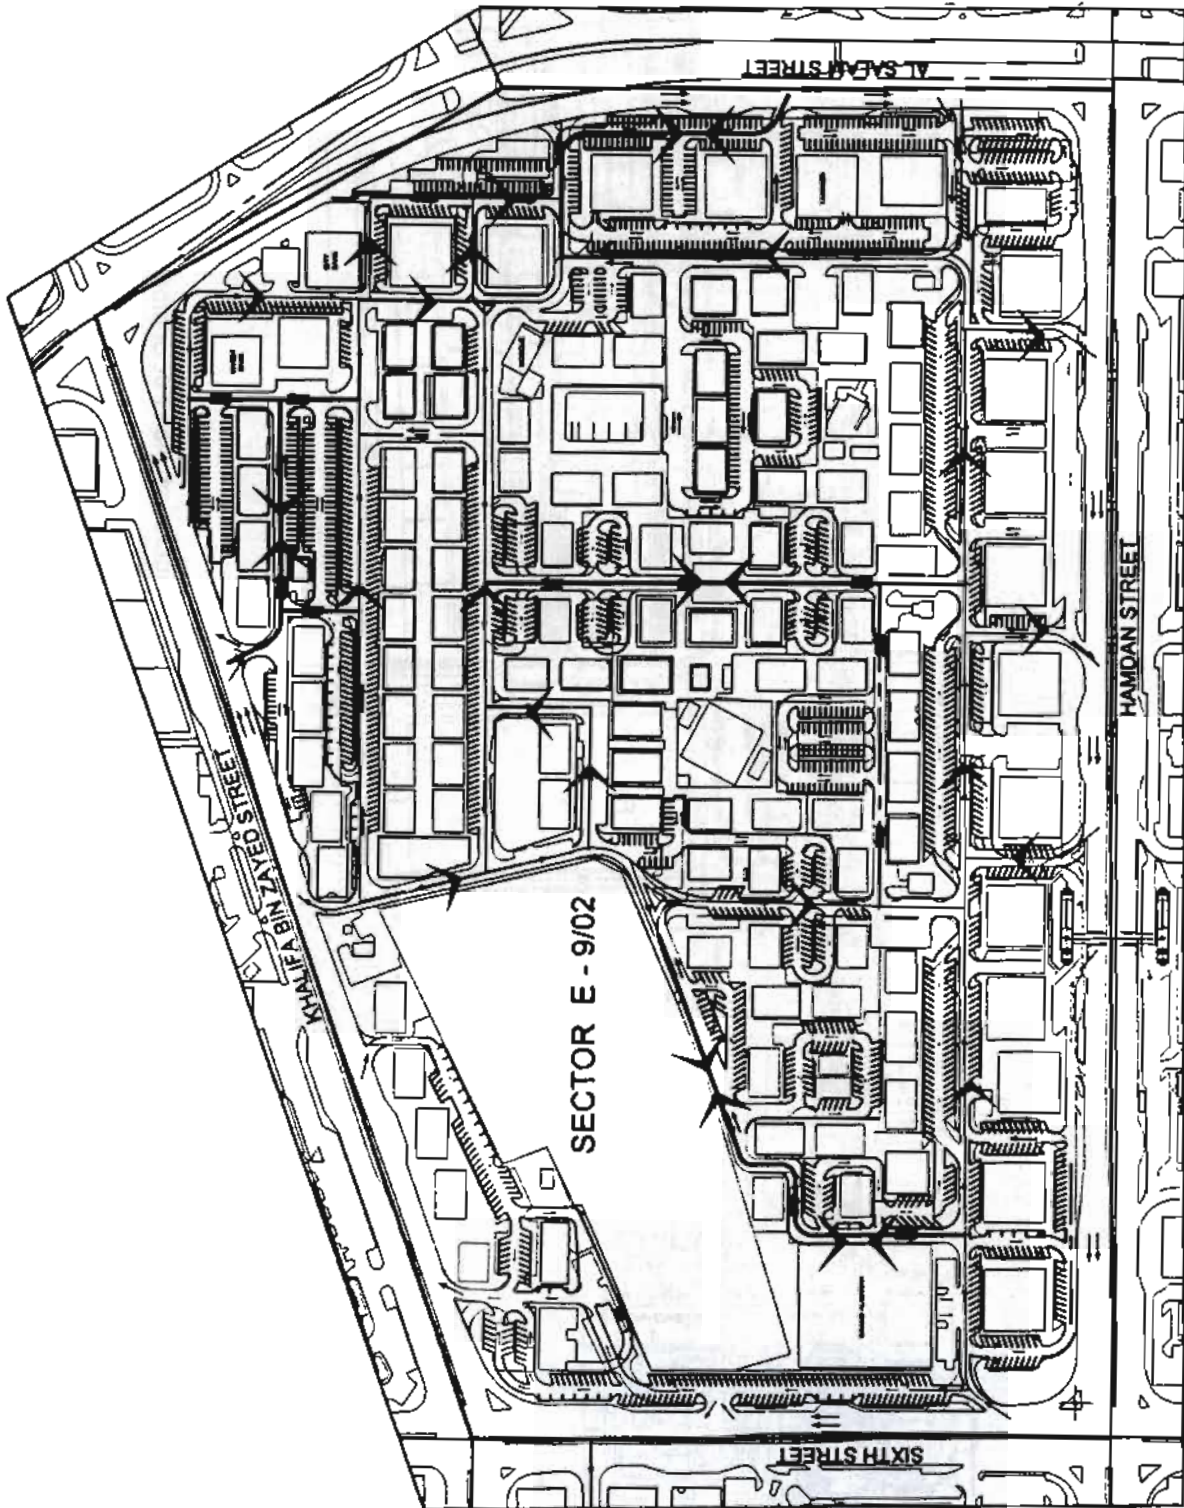 AL SALAM STREET
KHALIFA BIN ZAYED STREET
HAMDAN STREET
SECTOR E - 9/02
SIXTH STREET